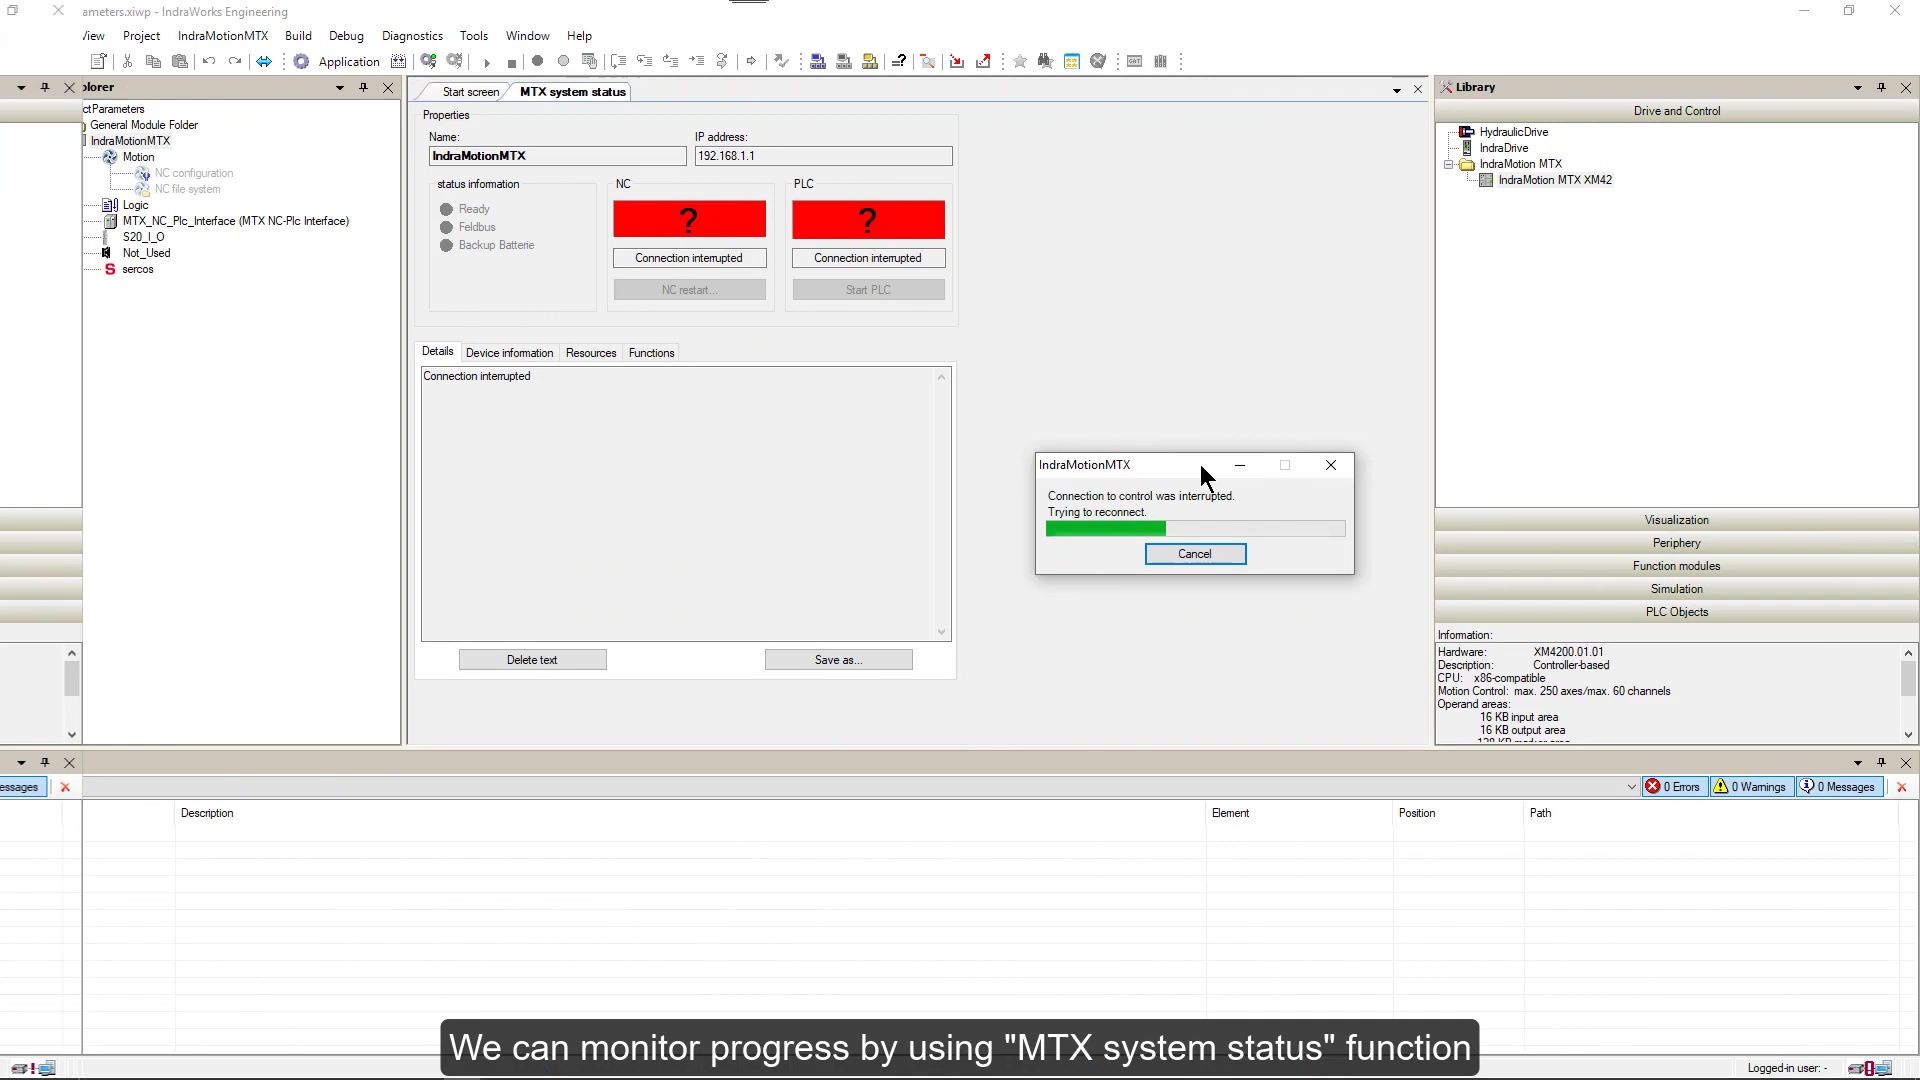 ameters.xiwp - IndraWorks Engineering
View Project IndraMotionMTX Build Debug Diagnostics Tools Window Help
Application
plorer
ctParameters
General Module Folder
IndraMotionMTX
Motion
NC configuration
NC file system
Logic
MTX_NC_Plc_Interface (MTX NC-Plc Interface)
S20_I_O
Not_Used
sercos
Start screen
MTX system status
Properties
Name:
IndraMotionMTX
IP address:
192.168.1.1
status information
Ready
Feldbus
Backup Batterie
NC
?
Connection interrupted
NC restart...
PLC
?
Connection interrupted
Start PLC
Details Device information Resources Functions
Connection interrupted
Delete text
Save as...
IndraMotionMTX
Connection to control was interrupted.
Trying to reconnect.
Cancel
Library
Drive and Control
HydraulicDrive
IndraDrive
IndraMotion MTX
IndraMotion MTX XM42
Visualization
Periphery
Function modules
Simulation
PLC Objects
Information:
Hardware: XM4200.01.01
Description: Controller-based
CPU: x86-compatible
Motion Control: max. 250 axes/max. 60 channels
Operand areas:
16 KB input area
16 KB output area
essages
0 Errors
0 Warnings
0 Messages
Description Element Position Path
We can monitor progress by using "MTX system status" function
Logged-in user: -